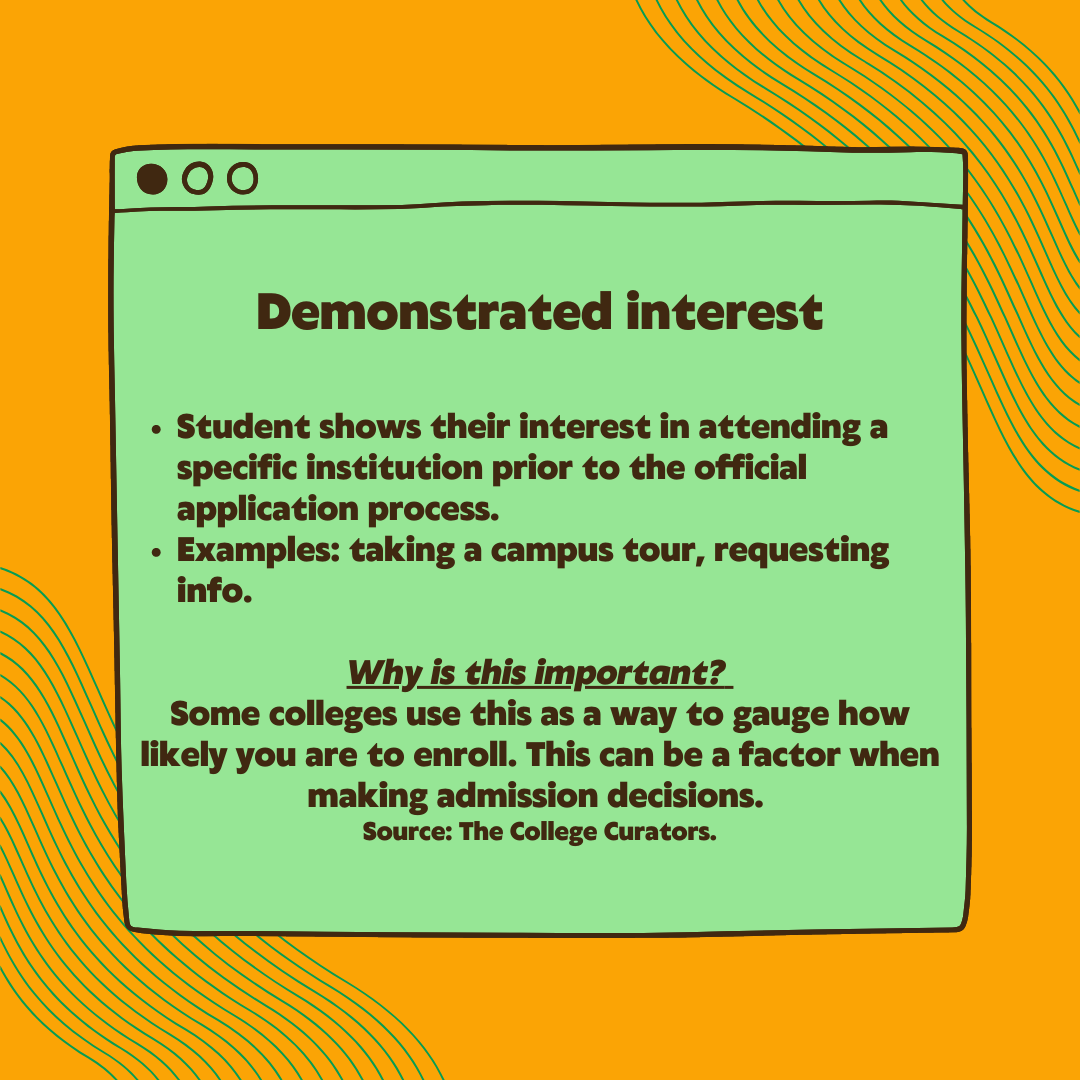 Demonstrated interest
• Student shows their interest in attending a
specific institution prior to the official
application process.
• Examples: taking a campus tour, requesting
info.
Why is this important?
Some colleges use this as a way to gauge how
likely you are to enroll. This can be a factor when
making admission decisions.
Source: The College Curators.